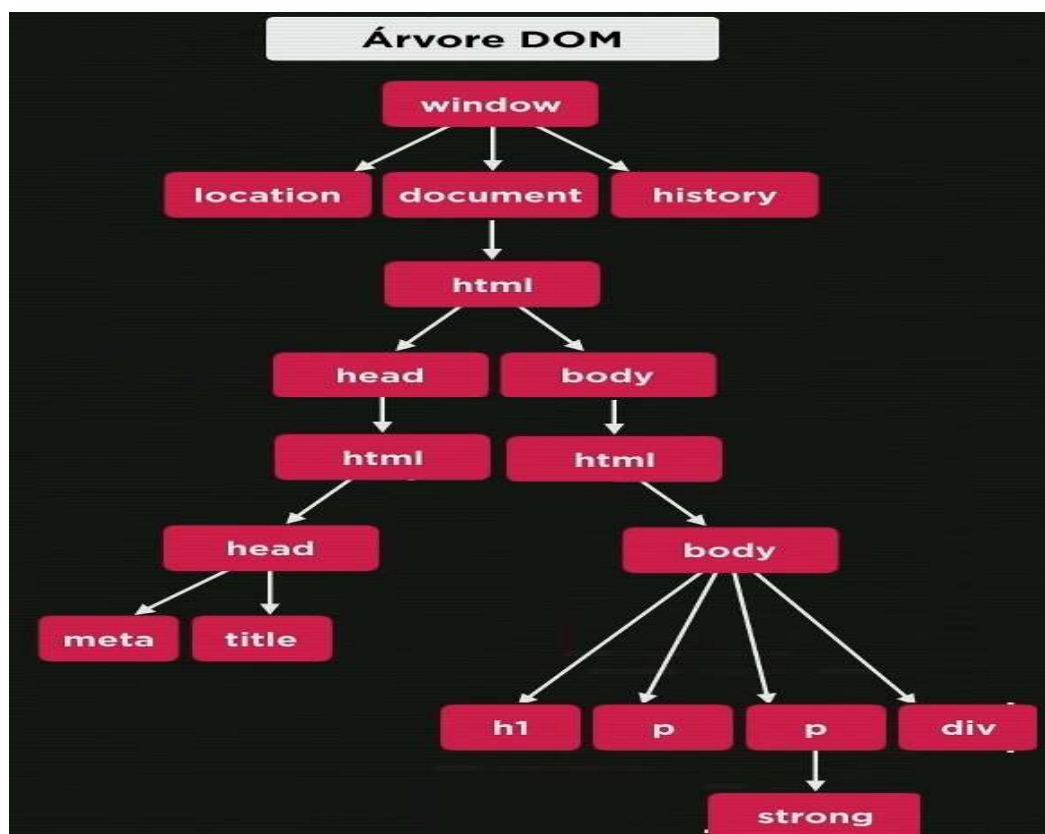 Árvore DOM
window
location
document
history
html
head
body
html
html
head
body
meta
title
h1
p
p
div
strong